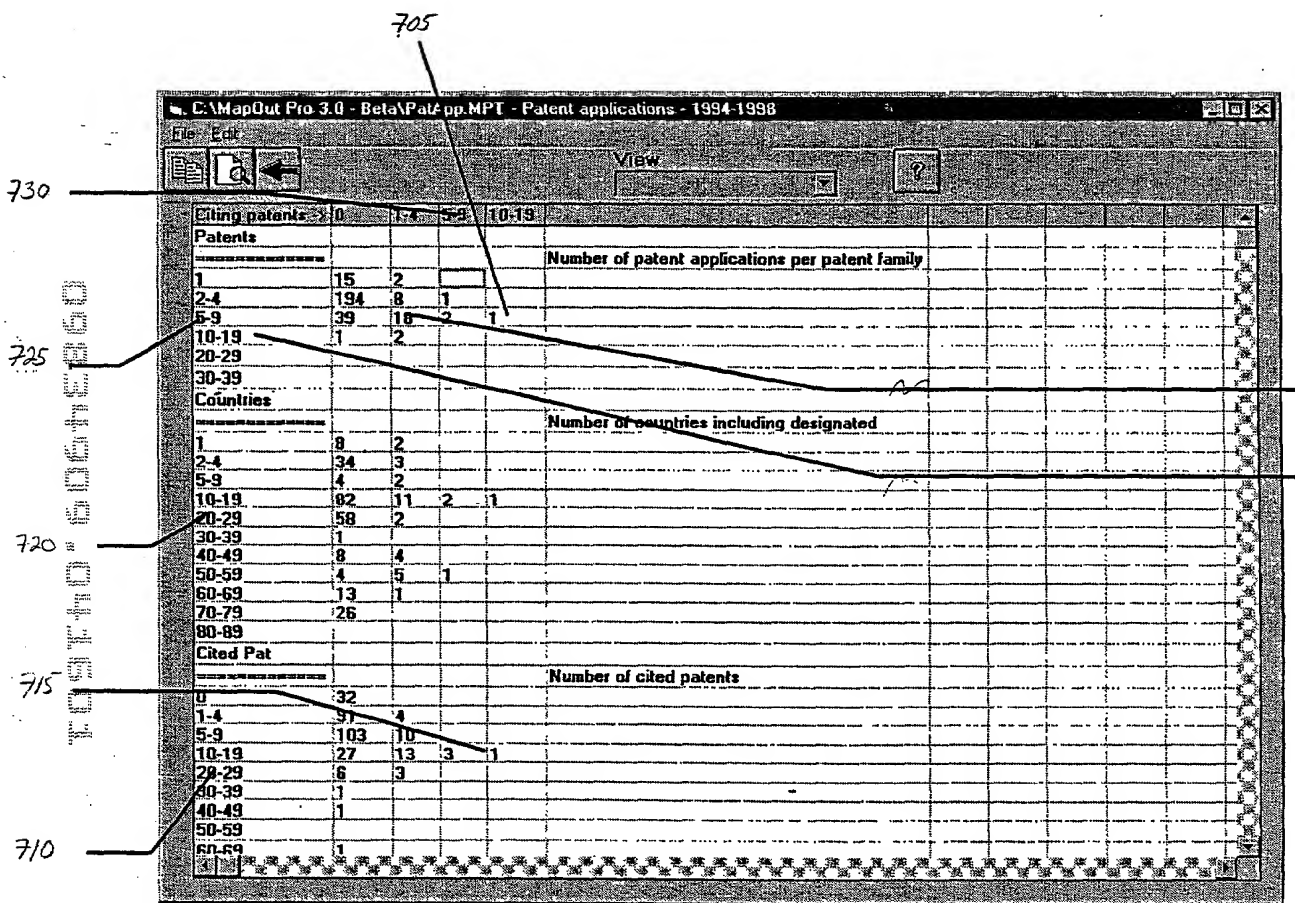 705
C:\MapOut Pro 3.0 - Beta\PatApp.MPT - Patent applications - 1994-1998
File Edit
View
?
730
Citing patents -> 0 1-4 5-9 10-19
Patents
============== Number of patent applications per patent family
1 15 2
2-4 194 8 1
5-9 39 18 2 1
725
10-19 1 2
20-29
30-39
Countries
============== Number of countries including designated
1 8 2
2-4 34 3
5-9 4 2
10-19 82 11 2 1
20-29 58 2
720
30-39 1
40-49 8 4
50-59 4 5 1
60-69 13 1
70-79 26
80-89
Cited Pat
============== Number of cited patents
715
0 32
1-4 91 4
5-9 103 10
10-19 27 13 3 1
20-29 6 3
30-39 1
40-49 1
50-59
710
60-69 1